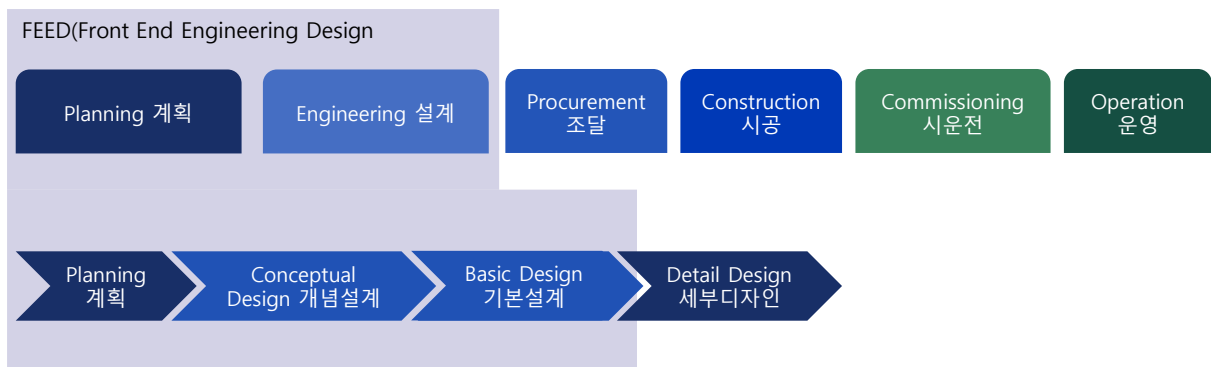 FEED(Front End Engineering Design
Planning 계획
Engineering 설계
Procurement
조달
Construction
시공
Commissioning
시운전
Operation
운영
Planning
계획
Conceptual
Design 개념설계
Basic Design
기본설계
Detail Design
세부디자인